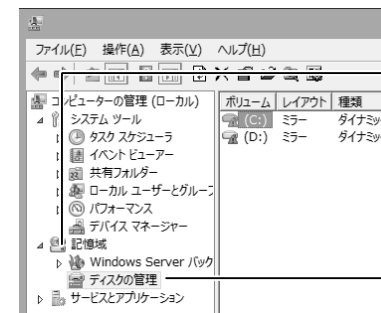 ファイル(F) 操作(A) 表示(V) ヘルプ(H)
コンピューターの管理 (ローカル)
システム ツール
タスク スケジューラ
イベント ビューアー
共有フォルダー
ローカル ユーザーとグルー
パフォーマンス
デバイス マネージャー
記憶域
Windows Server バック
ディスクの管理
サービスとアプリケーション
ボリューム レイアウト 種類
(C:) ミラー ダイナミッ
(D:) ミラー ダイナミッ